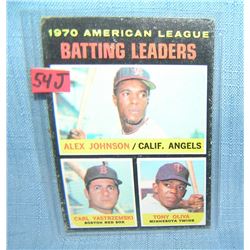 1970 AMERICAN LEAGUE
BATTING LEADERS
54J
ALEX JOHNSON / CALIF. ANGELS
CARL YASTRZEMSKI
BOSTON RED SOX
TONY OLIVA
MINNESOTA TWINS